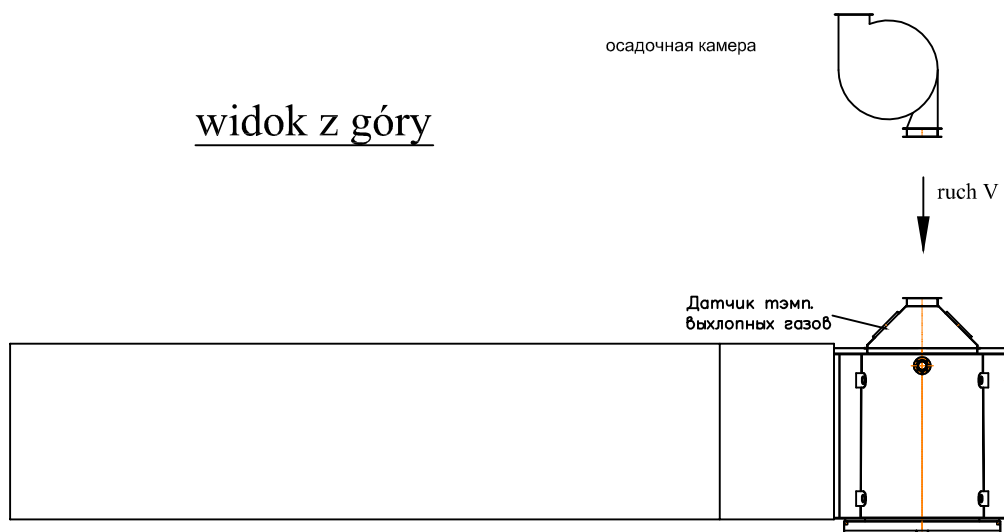 осадочная камера
widok z góry
ruch V
Датчик тэмп.
выхлопных газов